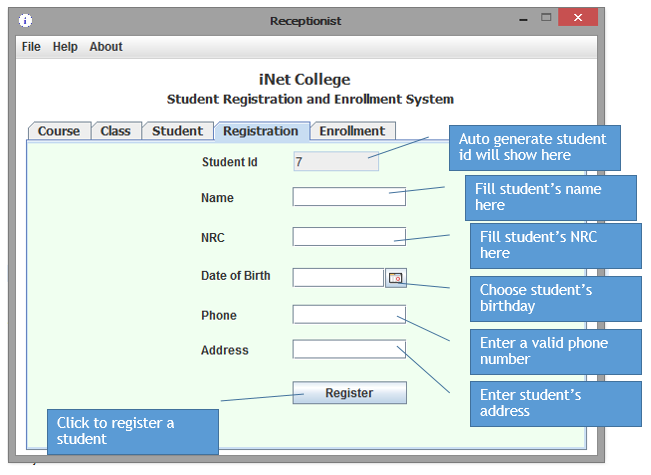 Receptionist
File Help About
iNet College
Student Registration and Enrollment System
Course Class Student Registration Enrollment
Student Id 7
Auto generate student
id will show here
Name
Fill student's name
here
NRC
Fill student's NRC
here
Date of Birth
Choose student's
birthday
Phone
Enter a valid phone
number
Address
Enter student's
address
Register
Click to register a
student